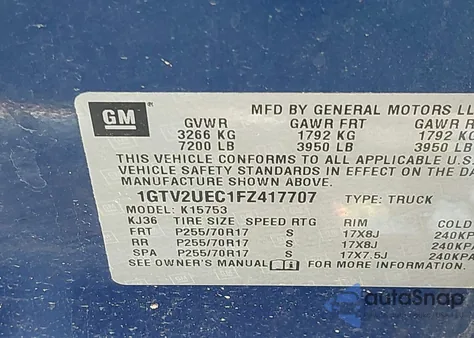 GM
MFD BY GENERAL MOTORS LL
GVWR GAWR FRT GAWR R
3266 KG 1792 KG 1792 K
7200 LB 3950 LB 3950 L
THIS VEHICLE CONFORMS TO ALL APPLICABLE U.S.
VEHICLE SAFETY STANDARDS IN EFFECT ON THE DA
MANUFACTURE SHOWN ABOVE.
1GTV2UEC1FZ417707 TYPE: TRUCK
MODEL: K15753
KJ36 TIRE SIZE SPEED RTG RIM COLD
FRT P255/70R17 S 17X8J 240KPA
RR P255/70R17 S 17X8J 240KPA
SPA P255/70R17 S 17X7.5J 240KPA
SEE OWNER'S MANUAL FOR MORE INFORMATION.
autoSnap